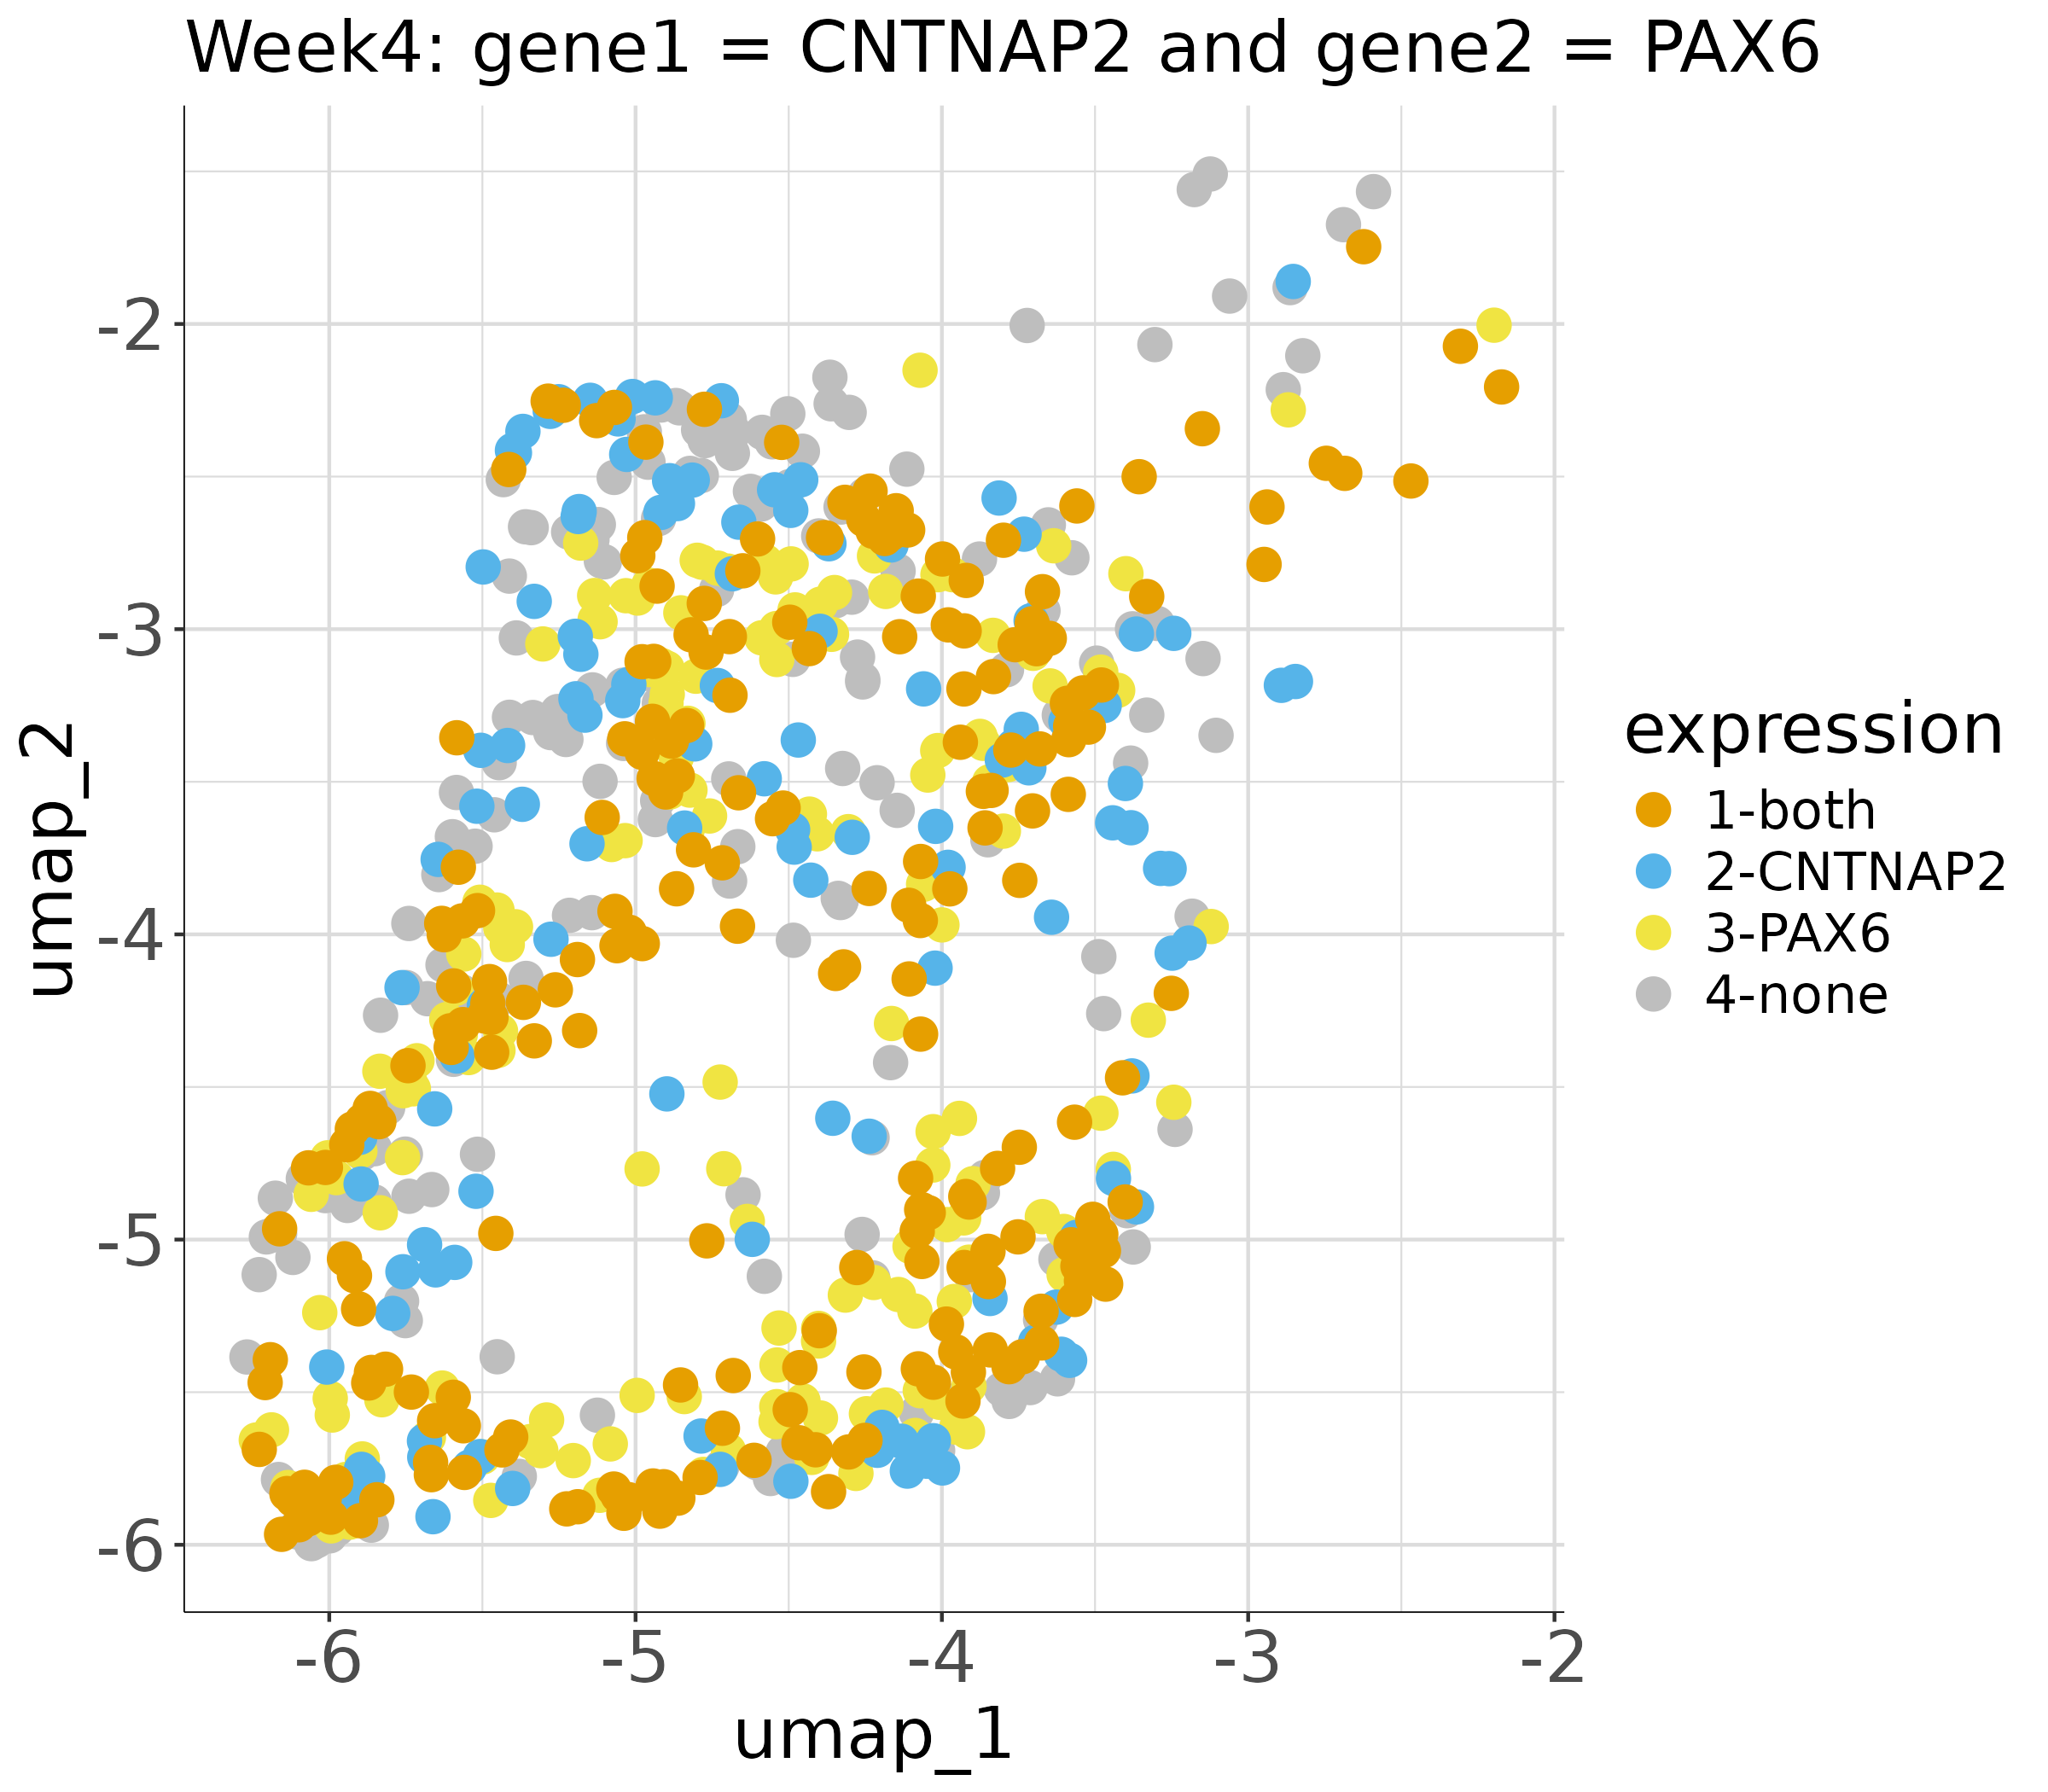 Week4: gene1 = CNTNAP2 and gene2 = PAX6
-2
-3
-4
-5
-6
umap_2
-6 -5 -4 -3 -2
umap_1
expression
1-both
2-CNTNAP2
3-PAX6
4-none